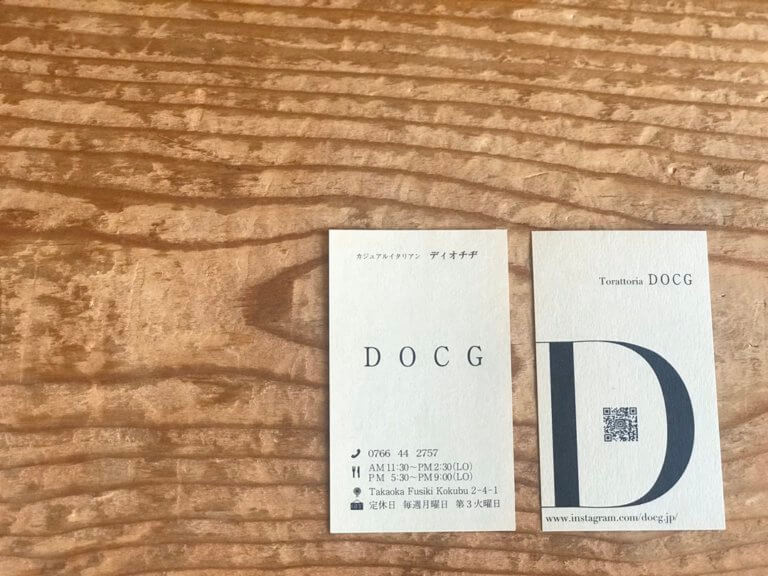 カジュアルイタリアン ディオチヂ
DOCG
0766 44 2757
AM 11:30～PM 2:30(LO)
PM 5:30～PM 9:00(LO)
Takaoka Fusiki Kokubu 2-4-1
定休日 毎週月曜日 第3火曜日
Torattoria DOCG
D
www.instagram.com/docg.jp/